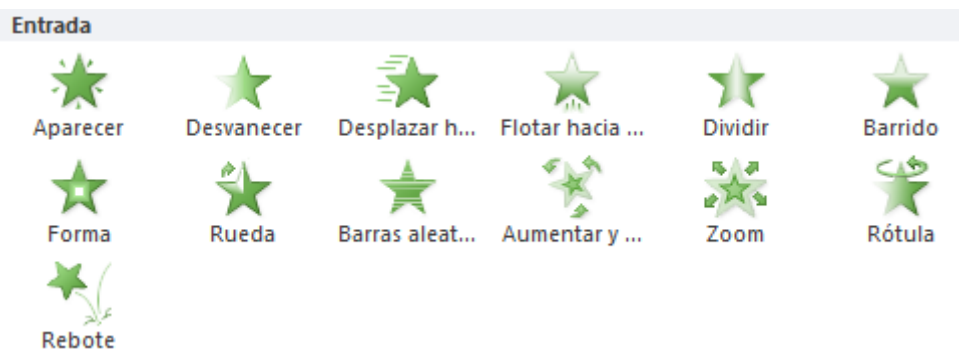 Entrada
Aparecer Desvanecer Desplazar h... Flotar hacia ... Dividir Barrido
Forma Rueda Barras aleat... Aumentar y ... Zoom Rótula
Rebote